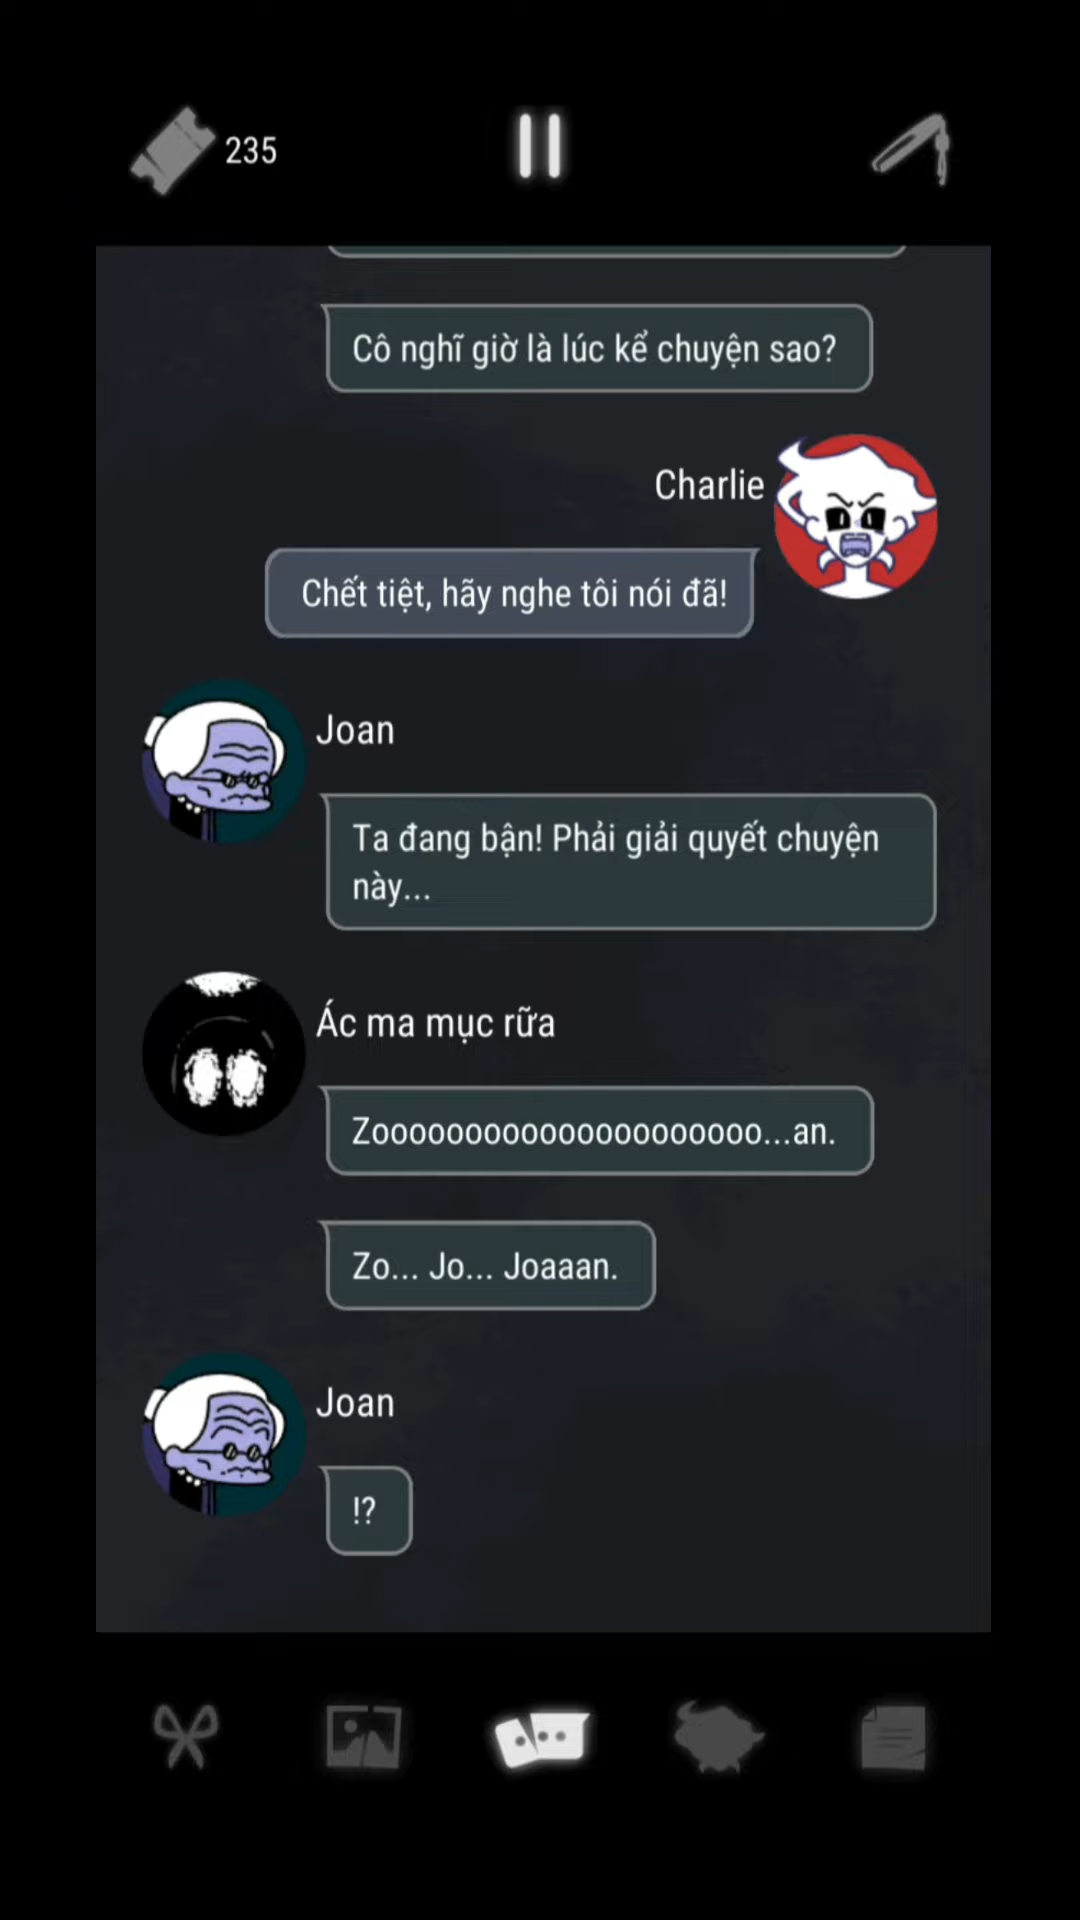 235
Cô nghĩ giờ là lúc kể chuyện sao?
Charlie
Chết tiệt, hãy nghe tôi nói đã!
Joan
Ta đang bận! Phải giải quyết chuyện
này...
Ác ma mục rữa
Zooooooooooooooooooooo...an.
Zo... Jo... Joaaan.
Joan
!?